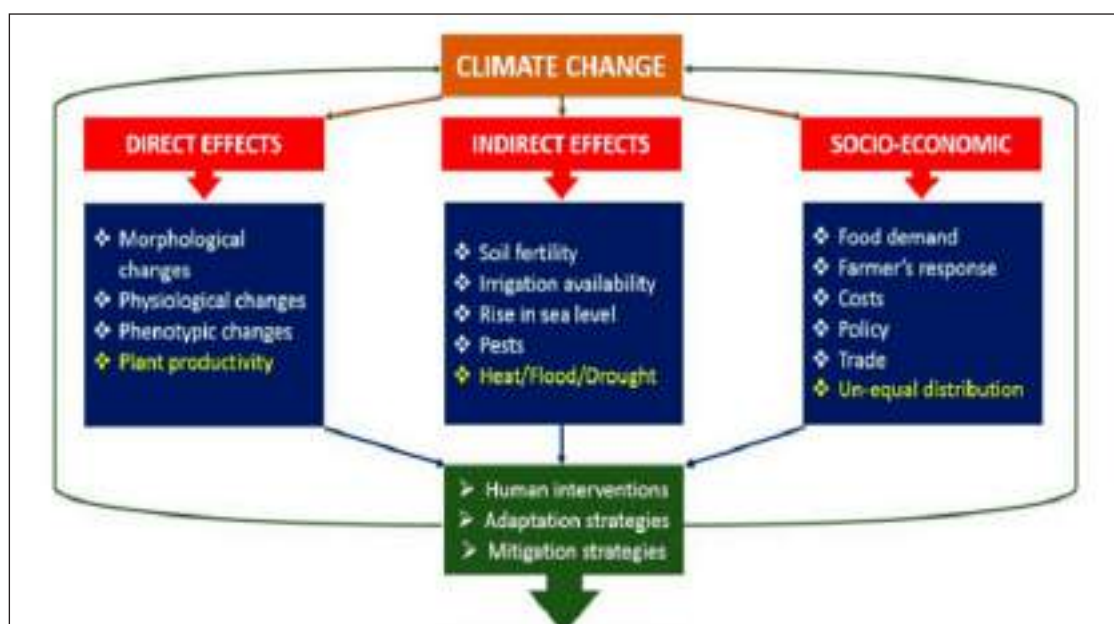 CLIMATE CHANGE
DIRECT EFFECTS
❖ Morphological
changes
❖ Physiological changes
❖ Phenotypic changes
❖ Plant productivity
INDIRECT EFFECTS
❖ Soil fertility
❖ Irrigation availability
❖ Rise in sea level
❖ Pests
❖ Heat/Flood/Drought
SOCIO-ECONOMIC
❖ Food demand
❖ Farmer's response
❖ Costs
❖ Policy
❖ Trade
❖ Un-equal distribution
➢ Human interventions
➢ Adaptation strategies
➢ Mitigation strategies